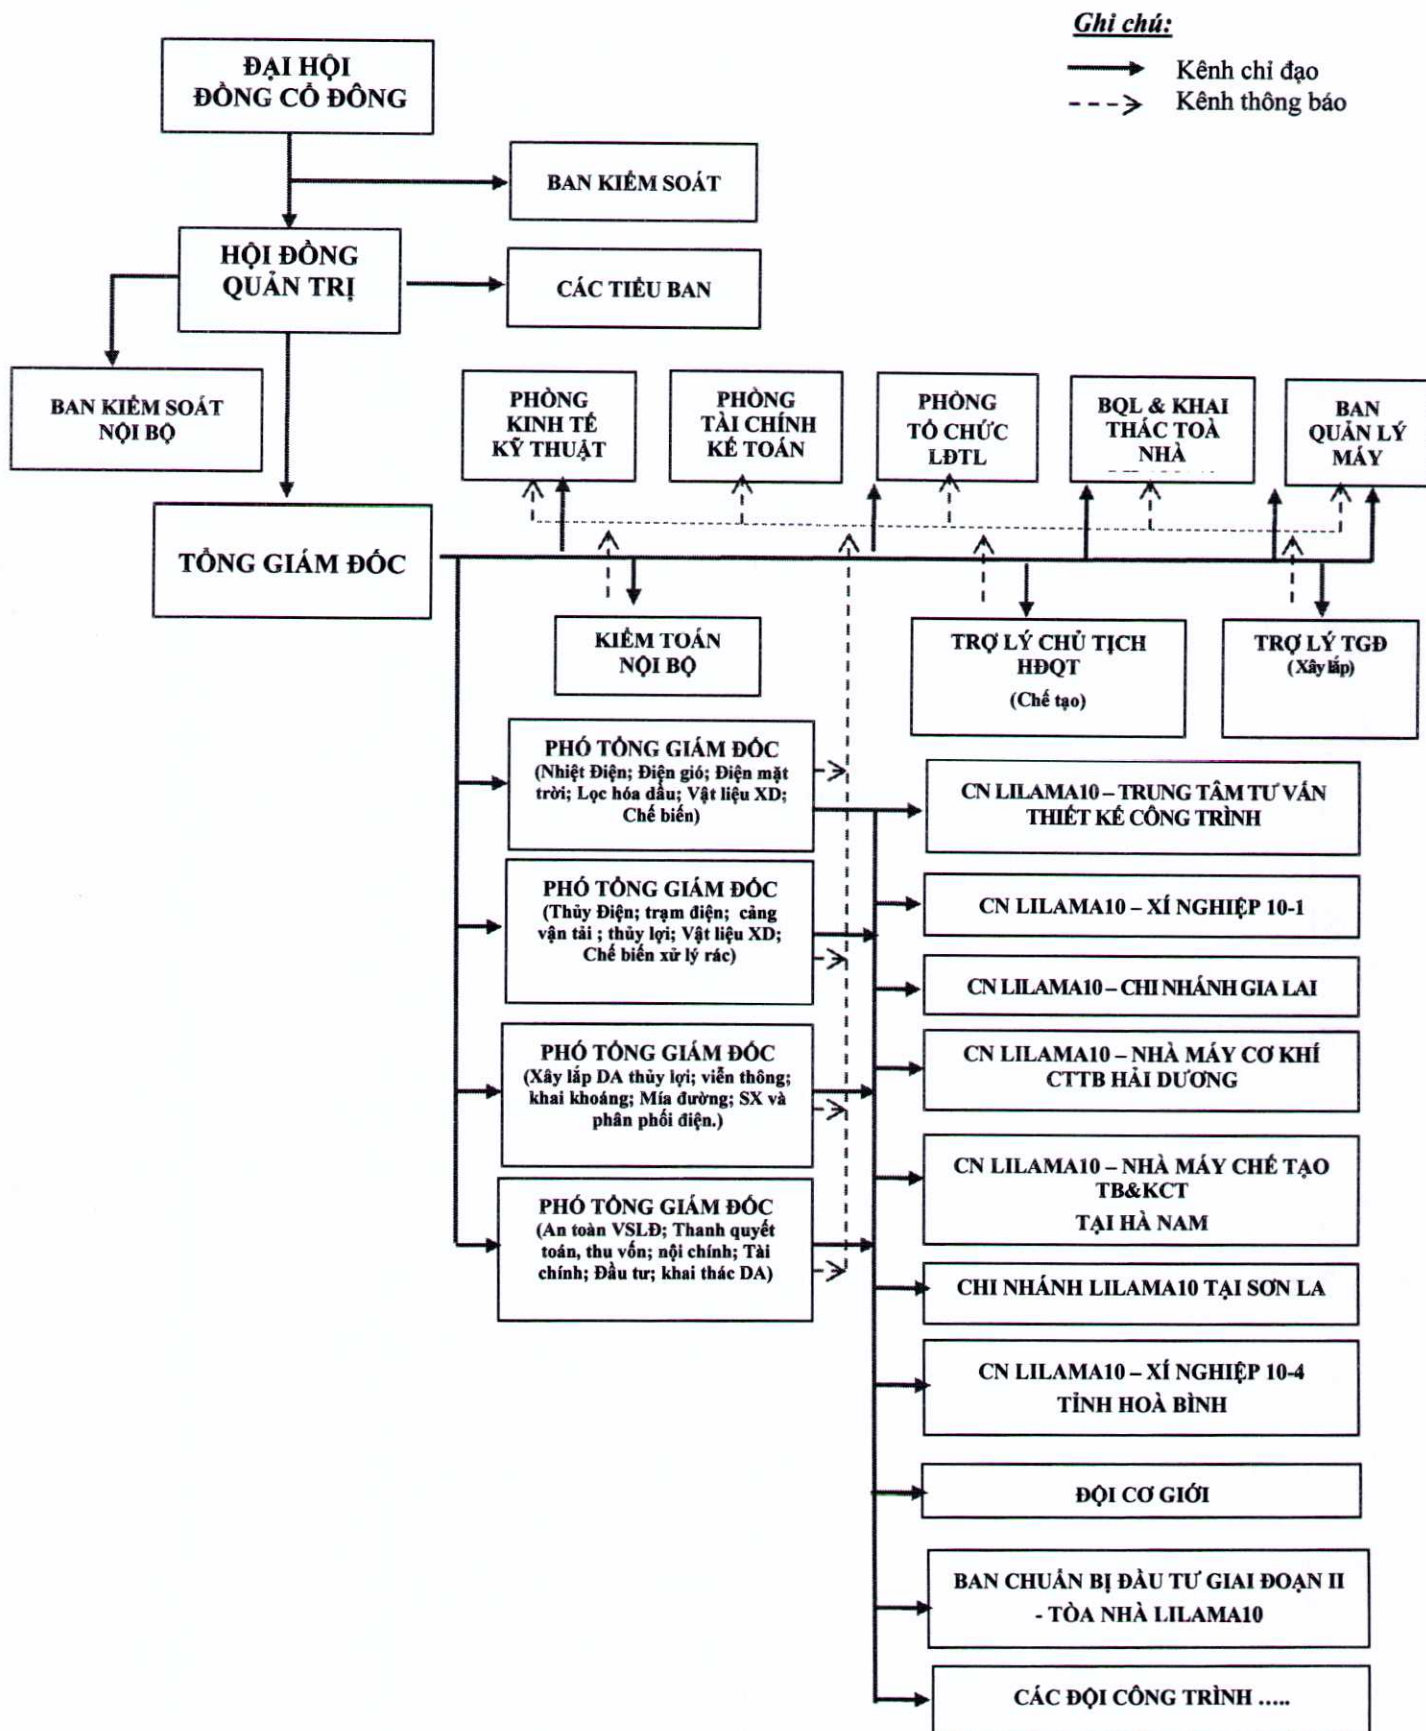 Ghi chú:
Kênh chỉ đạo
Kênh thông báo
ĐẠI HỘI
ĐỒNG CỔ ĐÔNG
BAN KIỂM SOÁT
HỘI ĐỒNG
QUẢN TRỊ
CÁC TIỂU BAN
BAN KIỂM SOÁT
NỘI BỘ
PHÒNG
KINH TẾ
KỸ THUẬT
PHÒNG
TÀI CHÍNH
KẾ TOÁN
PHÒNG
TỔ CHỨC
LĐTL
BQL & KHAI
THÁC TOÀ
NHÀ
BAN
QUẢN LÝ
MÁY
TỔNG GIÁM ĐỐC
KIỂM TOÁN
NỘI BỘ
TRỢ LÝ CHỦ TỊCH
HĐQT
(Chế tạo)
TRỢ LÝ TGĐ
(Xây lắp)
PHÓ TỔNG GIÁM ĐỐC
(Nhiệt Điện; Điện gió; Điện mặt
trời; Lọc hóa dầu; Vật liệu XD;
Chế biến)
PHÓ TỔNG GIÁM ĐỐC
(Thủy Điện; trạm điện; cảng
vận tải ; thủy lợi; Vật liệu XD;
Chế biến xử lý rác)
PHÓ TỔNG GIÁM ĐỐC
(Xây lắp DA thủy lợi; viễn thông;
khai khoáng; Mía đường; SX và
phân phối điện.)
PHÓ TỔNG GIÁM ĐỐC
(An toàn VSLĐ; Thanh quyết
toán, thu vốn; nội chính; Tài
chính; Đầu tư; khai thác DA)
CN LILAMA10 – TRUNG TÂM TƯ VẤN
THIẾT KẾ CÔNG TRÌNH
CN LILAMA10 – XÍ NGHIỆP 10-1
CN LILAMA10 – CHI NHÁNH GIA LAI
CN LILAMA10 – NHÀ MÁY CƠ KHÍ
CTTB HẢI DƯƠNG
CN LILAMA10 – NHÀ MÁY CHẾ TẠO
TB&KCT
TẠI HÀ NAM
CHI NHÁNH LILAMA10 TẠI SƠN LA
CN LILAMA10 – XÍ NGHIỆP 10-4
TỈNH HOÀ BÌNH
ĐỘI CƠ GIỚI
BAN CHUẨN BỊ ĐẦU TƯ GIAI ĐOẠN II
- TÒA NHÀ LILAMA10
CÁC ĐỘI CÔNG TRÌNH .....